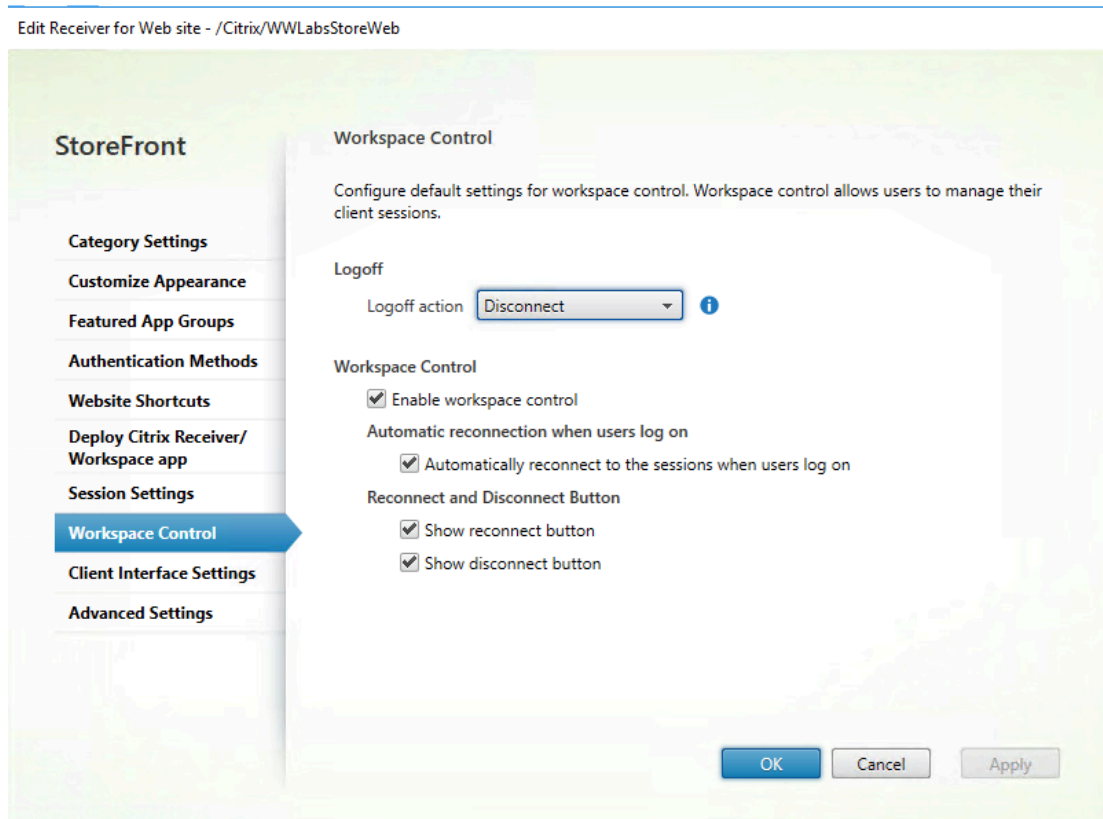 Edit Receiver for Web site - /Citrix/WWLabsStoreWeb
StoreFront
Category Settings
Customize Appearance
Featured App Groups
Authentication Methods
Website Shortcuts
Deploy Citrix Receiver/
Workspace app
Session Settings
Workspace Control
Client Interface Settings
Advanced Settings
Workspace Control
Configure default settings for workspace control. Workspace control allows users to manage their
client sessions.
Logoff
Logoff action Disconnect
Workspace Control
Enable workspace control
Automatic reconnection when users log on
Automatically reconnect to the sessions when users log on
Reconnect and Disconnect Button
Show reconnect button
Show disconnect button
OK Cancel Apply